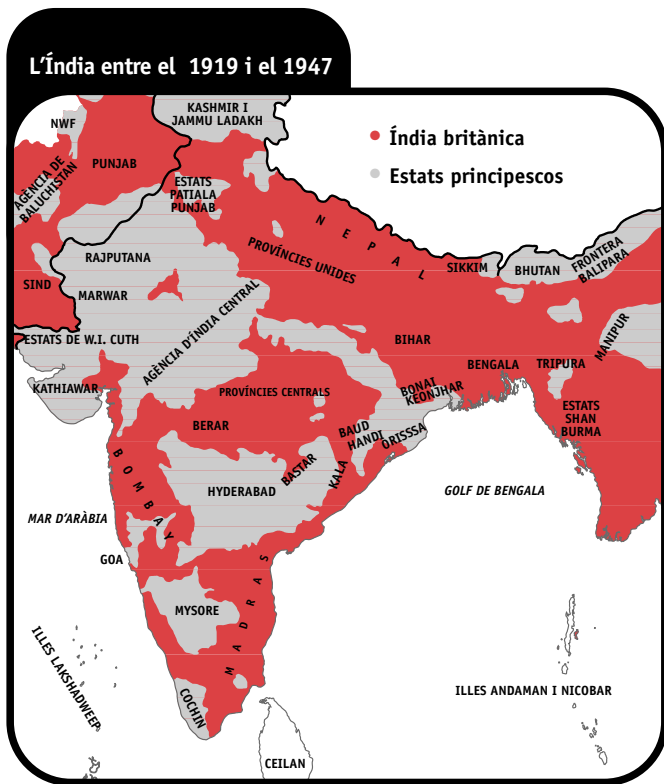 L'Índia entre el 1919 i el 1947
KASHMIR I
JAMMU LADAKH
Índia britànica
Estats principescos
NWF
PUNJAB
AGÈNCIA DE
BALUCHISTAN
ESTATS
PATIALA
PUNJAB
NEPAL
RAJPUTANA
PROVÍNCIES UNIDES
SIKKIM
BHUTAN
FRONTERA
BALIPARA
SIND
MARWAR
AGÈNCIA D'ÍNDIA CENTRAL
ESTATS DE W.I. CUTH
BIHAR
MANIPUR
KATHIAWAR
PROVÍNCIES CENTRALS
BONAI
KEONJHAR
BENGALA
TRIPURA
BERAR
BAUD
HANDI
ORISSSA
ESTATS
SHAN
BURMA
BOMBAY
BASTAR
KALA
HYDERABAD
GOLF DE BENGALA
MAR D'ARÀBIA
GOA
MADRAS
MYSORE
ILLES LAKSHADWEEP
COCHIN
ILLES ANDAMAN I NICOBAR
CEILAN